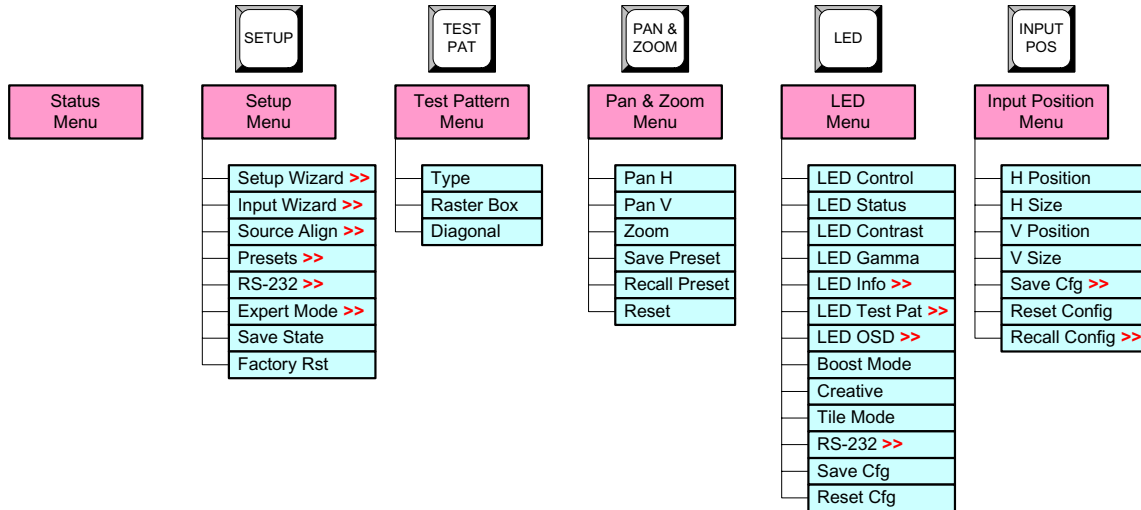 SETUP
TEST
PAT
PAN &
ZOOM
LED
INPUT
POS
Status
Menu
Setup
Menu
Test Pattern
Menu
Pan & Zoom
Menu
LED
Menu
Input Position
Menu
Setup Wizard >>
Input Wizard >>
Source Align >>
Presets >>
RS-232 >>
Expert Mode >>
Save State
Factory Rst
Type
Raster Box
Diagonal
Pan H
Pan V
Zoom
Save Preset
Recall Preset
Reset
LED Control
LED Status
LED Contrast
LED Gamma
LED Info >>
LED Test Pat >>
LED OSD >>
Boost Mode
Creative
Tile Mode
RS-232 >>
Save Cfg
Reset Cfg
H Position
H Size
V Position
V Size
Save Cfg >>
Reset Config
Recall Config >>